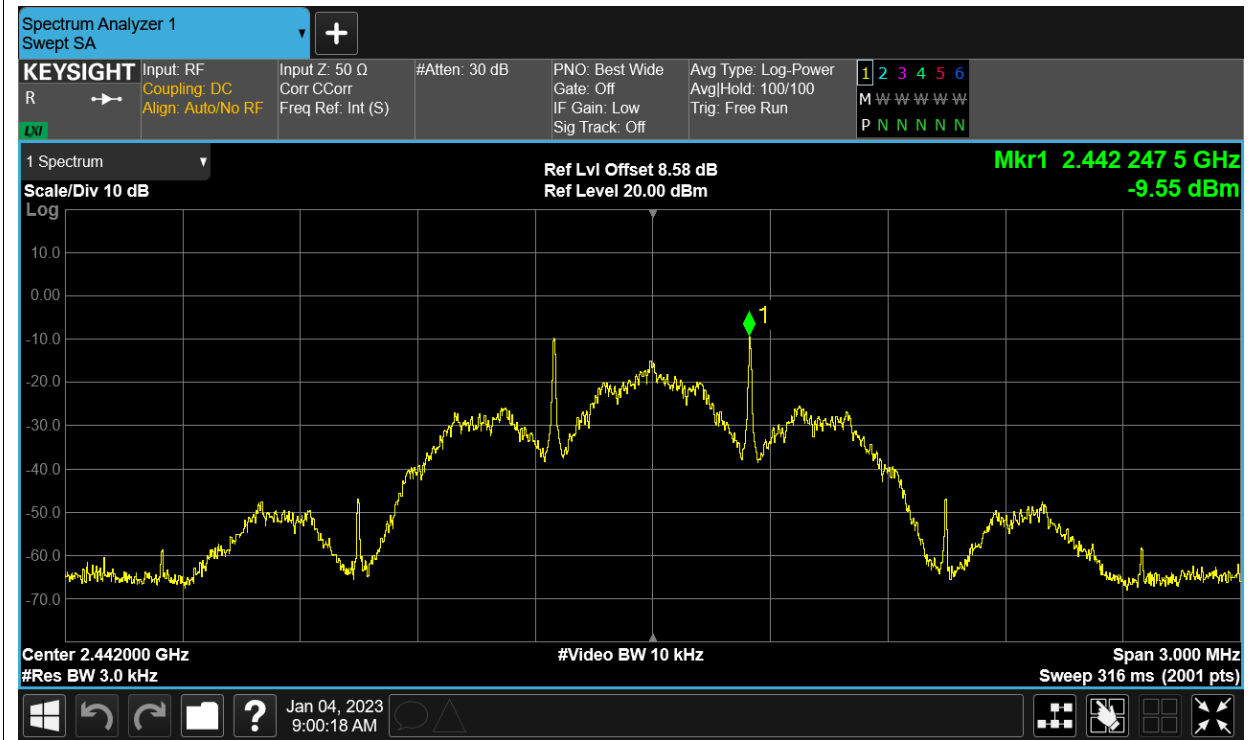 Spectrum Analyzer 1
Swept SA
KEYSIGHT
R
LXI
Input: RF
Coupling: DC
Align: Auto/No RF
Input Z: 50 Ω
Corr CCorr
Freq Ref: Int (S)
#Atten: 30 dB
PNO: Best Wide
Gate: Off
IF Gain: Low
Sig Track: Off
Avg Type: Log-Power
Avg|Hold: 100/100
Trig: Free Run
1 2 3 4 5 6
M W W W W W
P N N N N N
1 Spectrum
Scale/Div 10 dB
Log
Ref Lvl Offset 8.58 dB
Ref Level 20.00 dBm
Mkr1 2.442 247 5 GHz
-9.55 dBm
10.0
0.00
-10.0
-20.0
-30.0
-40.0
-50.0
-60.0
-70.0
1
Center 2.442000 GHz
#Res BW 3.0 kHz
#Video BW 10 kHz
Span 3.000 MHz
Sweep 316 ms (2001 pts)
?
Jan 04, 2023
9:00:18 AM